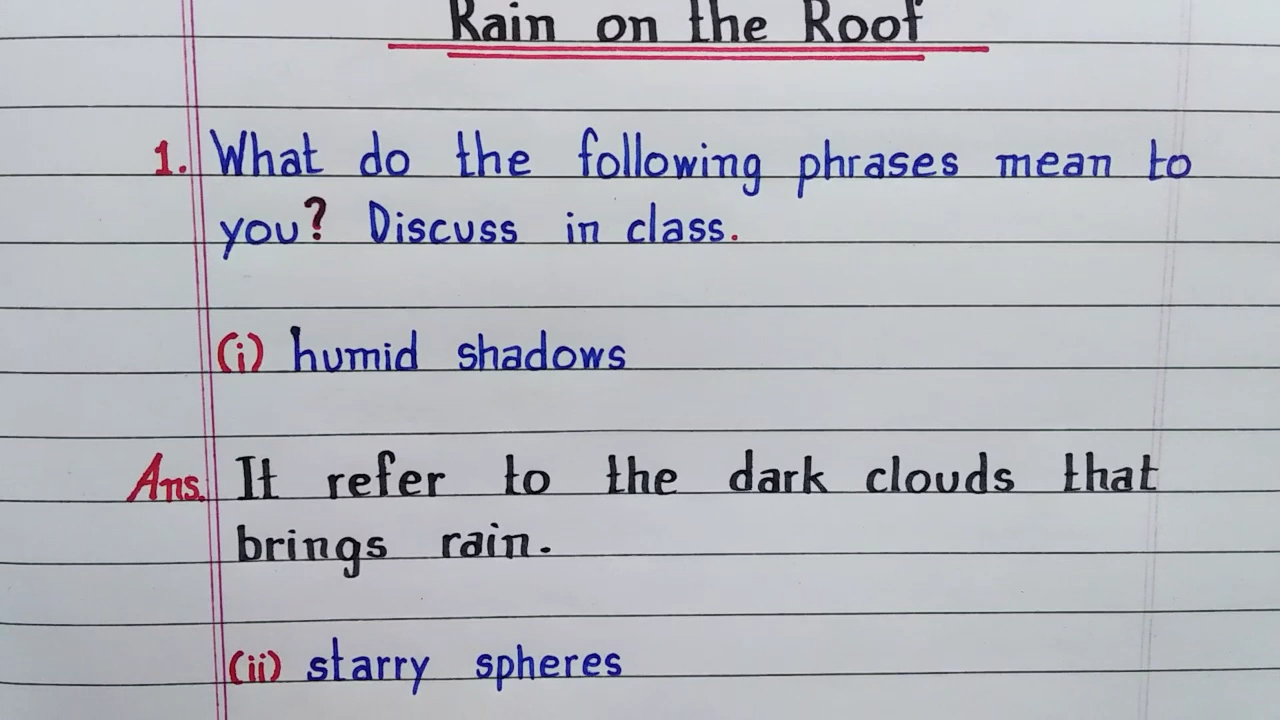 Rain on the Roof
1. What do the following phrases mean to
you? Discuss in class.
(i) humid shadows
Ans. It refer to the dark clouds that
brings rain.
(ii) starry spheres